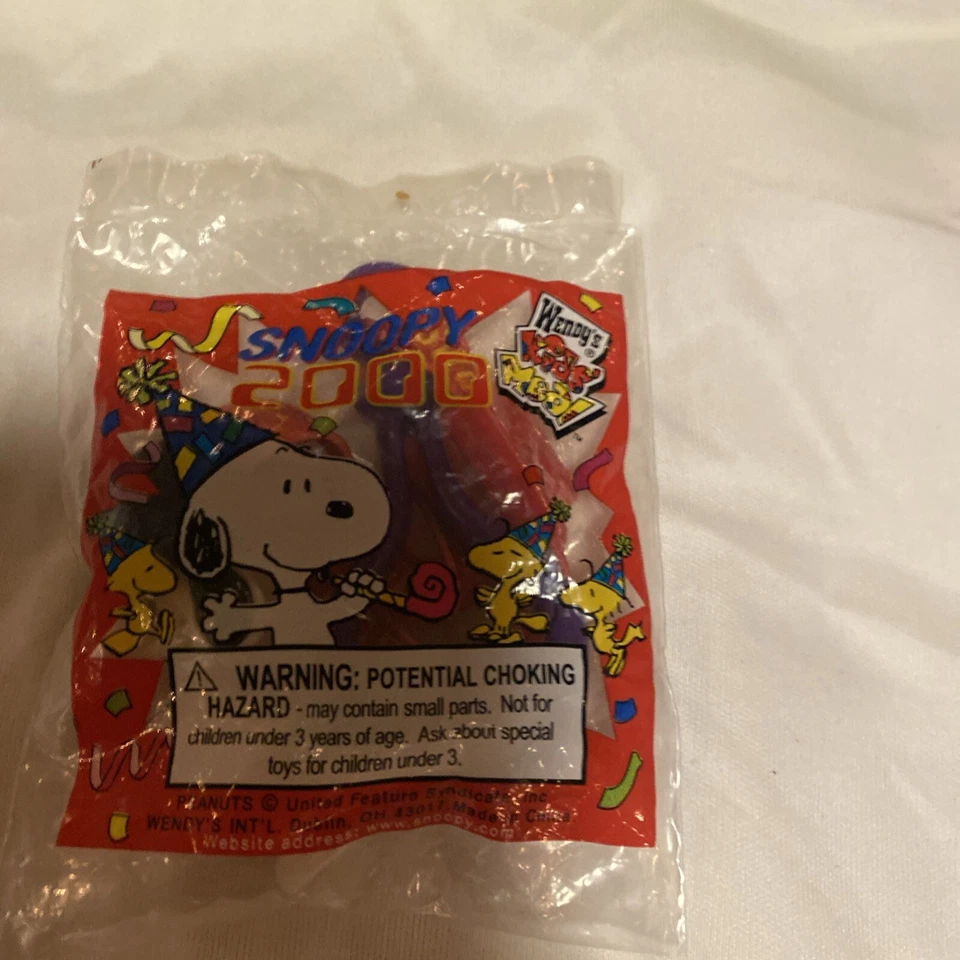 SNOOPY
2000
Wendy's ®
Kids'
Meal
™
WARNING: POTENTIAL CHOKING
HAZARD - may contain small parts. Not for
children under 3 years of age. Ask about special
toys for children under 3.
PEANUTS © United Feature Syndicate, Inc
WENDY'S INT'L. Dublin, OH 43017. Made in China
Website address: www.snoopy.com